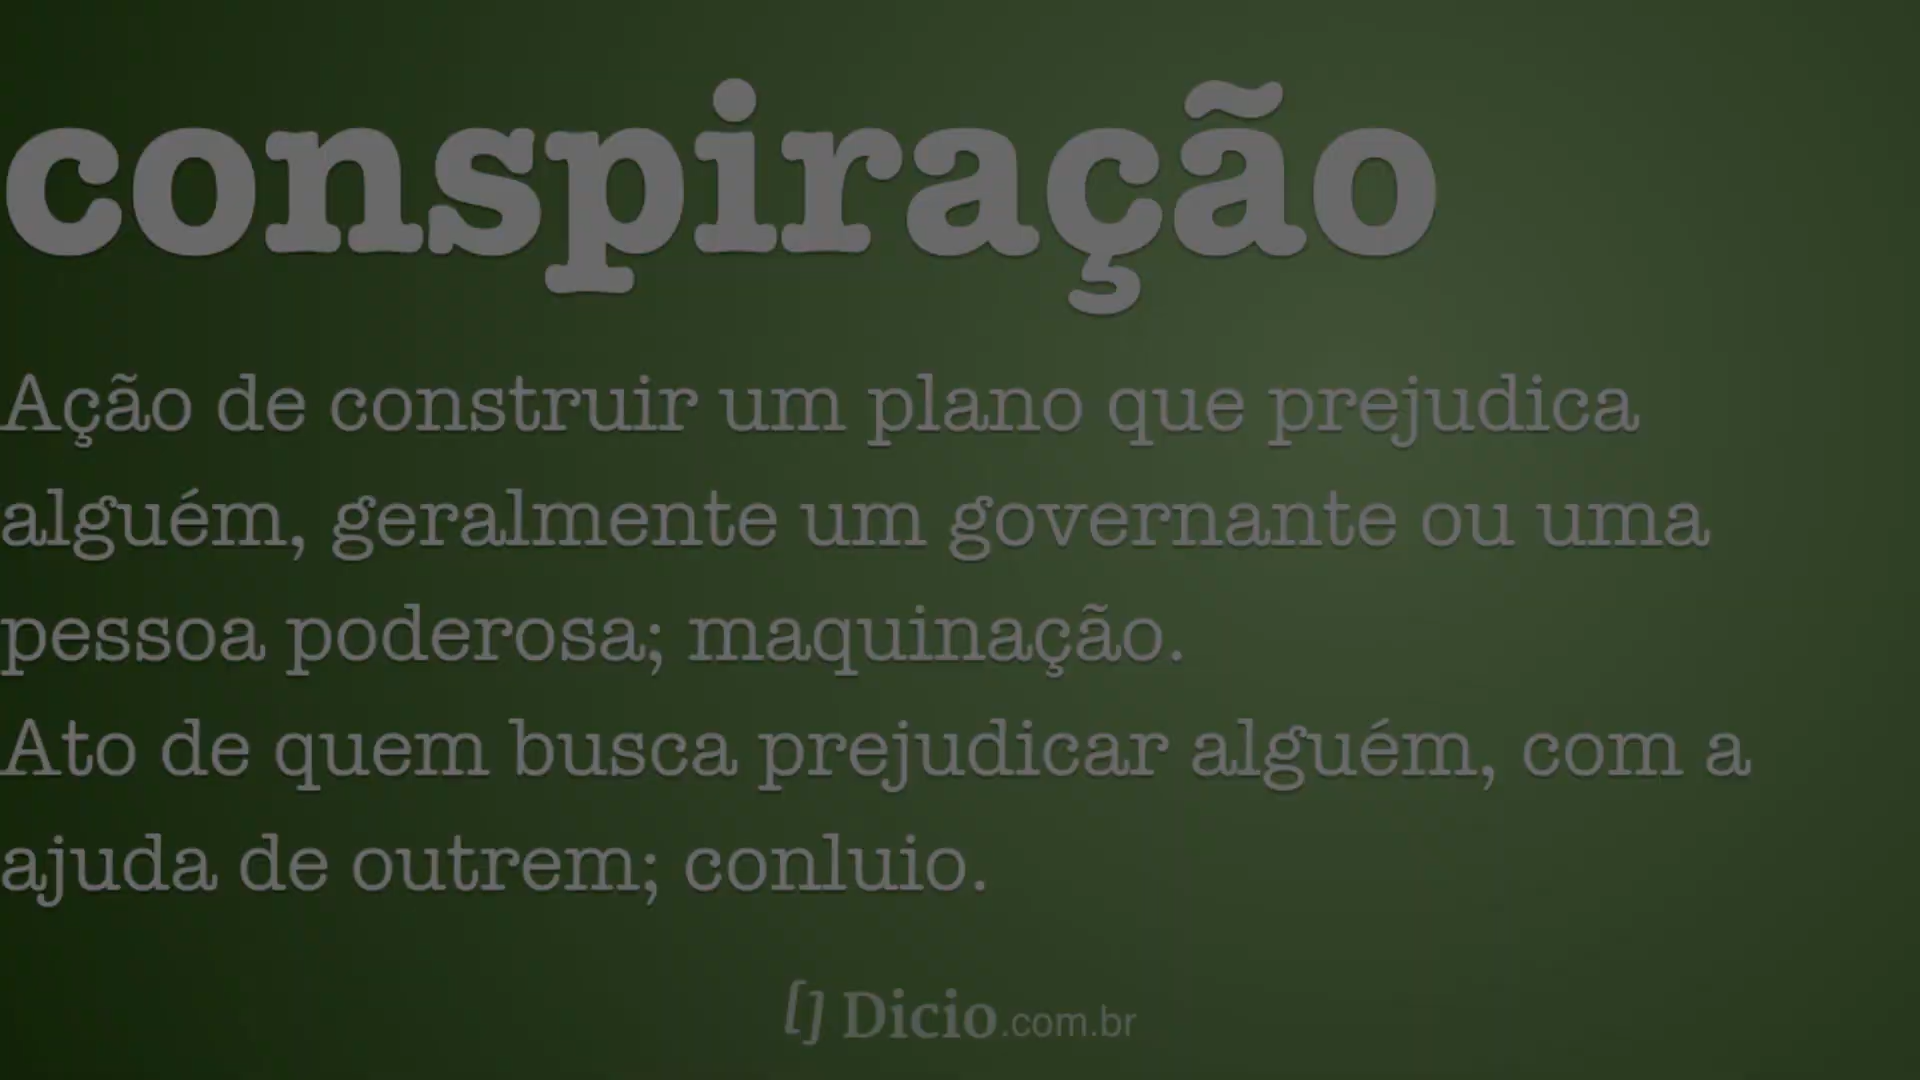 conspiração
Ação de construir um plano que prejudica
alguém, geralmente um governante ou uma
pessoa poderosa; maquinação.
Ato de quem busca prejudicar alguém, com a
ajuda de outrem; conluio.
[] Dicio.com.br